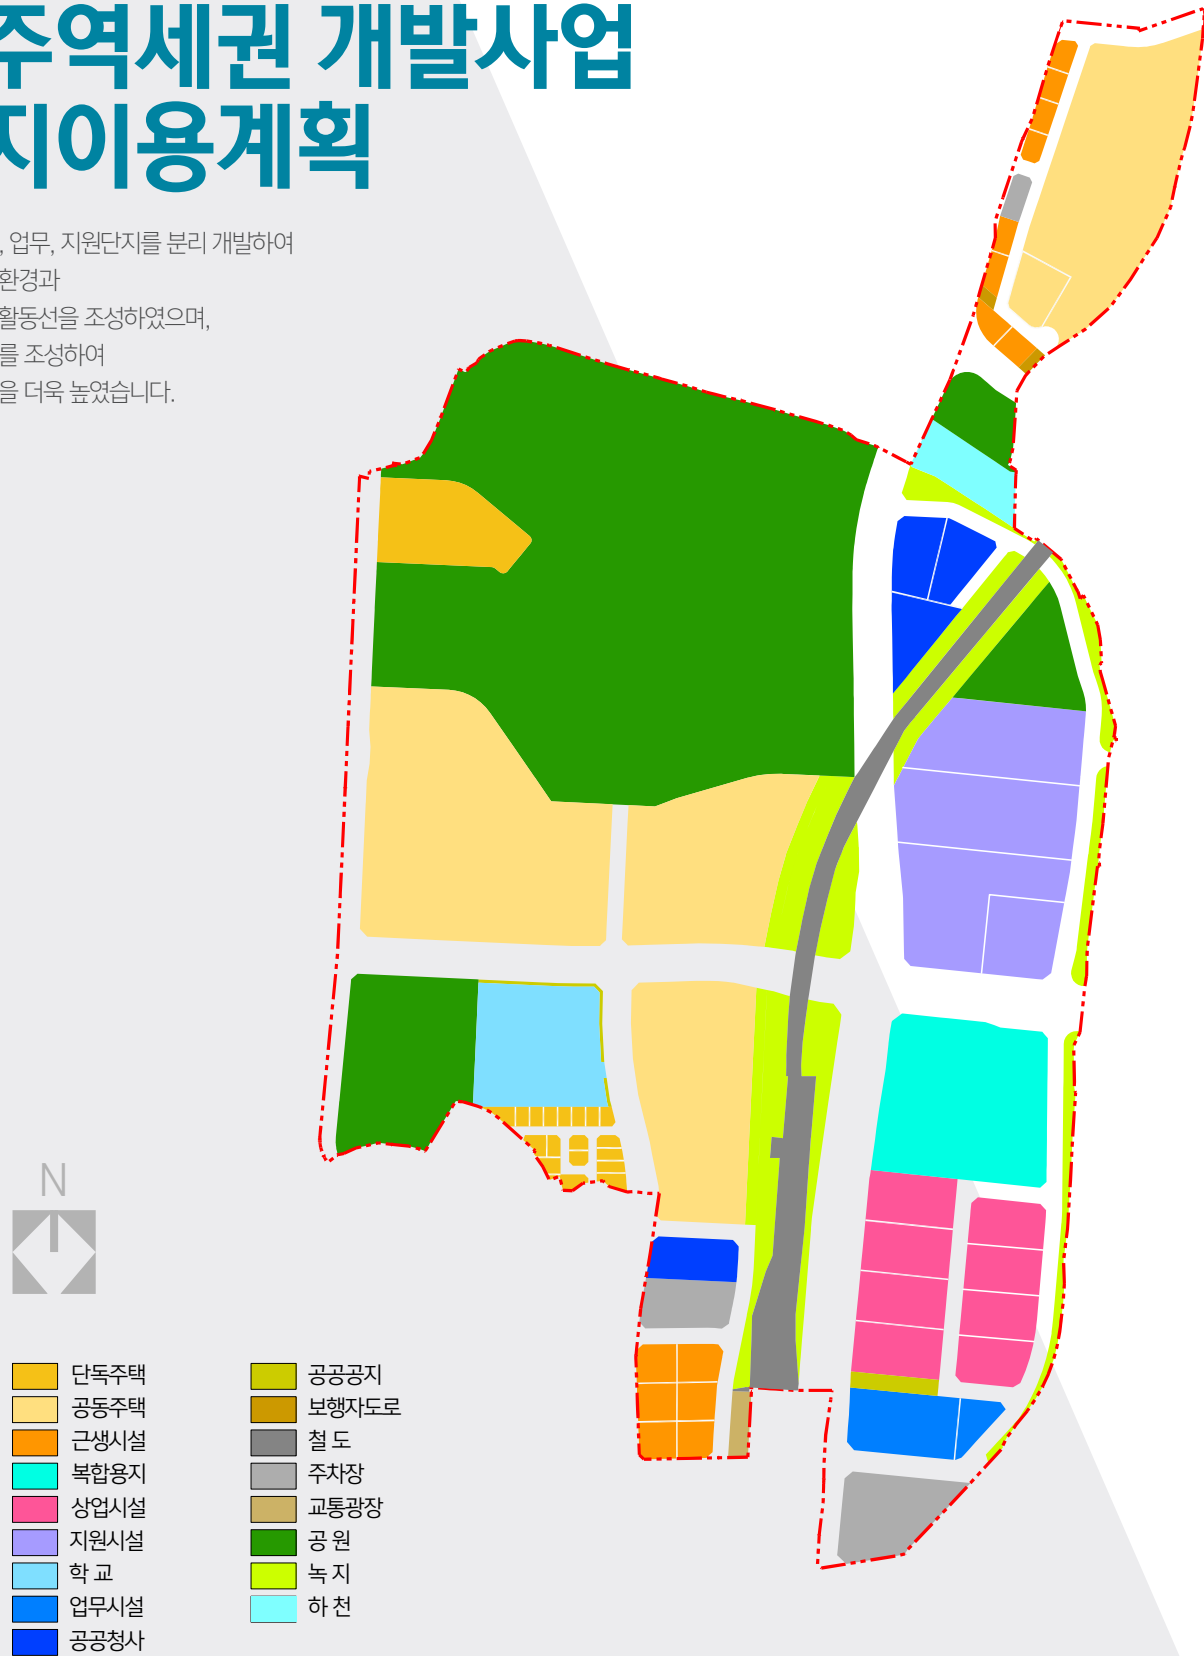 주역세권 개발사업
지이용계획
, 업무, 지원단지를 분리 개발하여
환경과
활동선을 조성하였으며,
를 조성하여
을 더욱 높였습니다.
N
단독주택
공동주택
근생시설
복합용지
상업시설
지원시설
학 교
업무시설
공공청사
공공공지
보행자도로
철 도
주차장
교통광장
공 원
녹 지
하 천